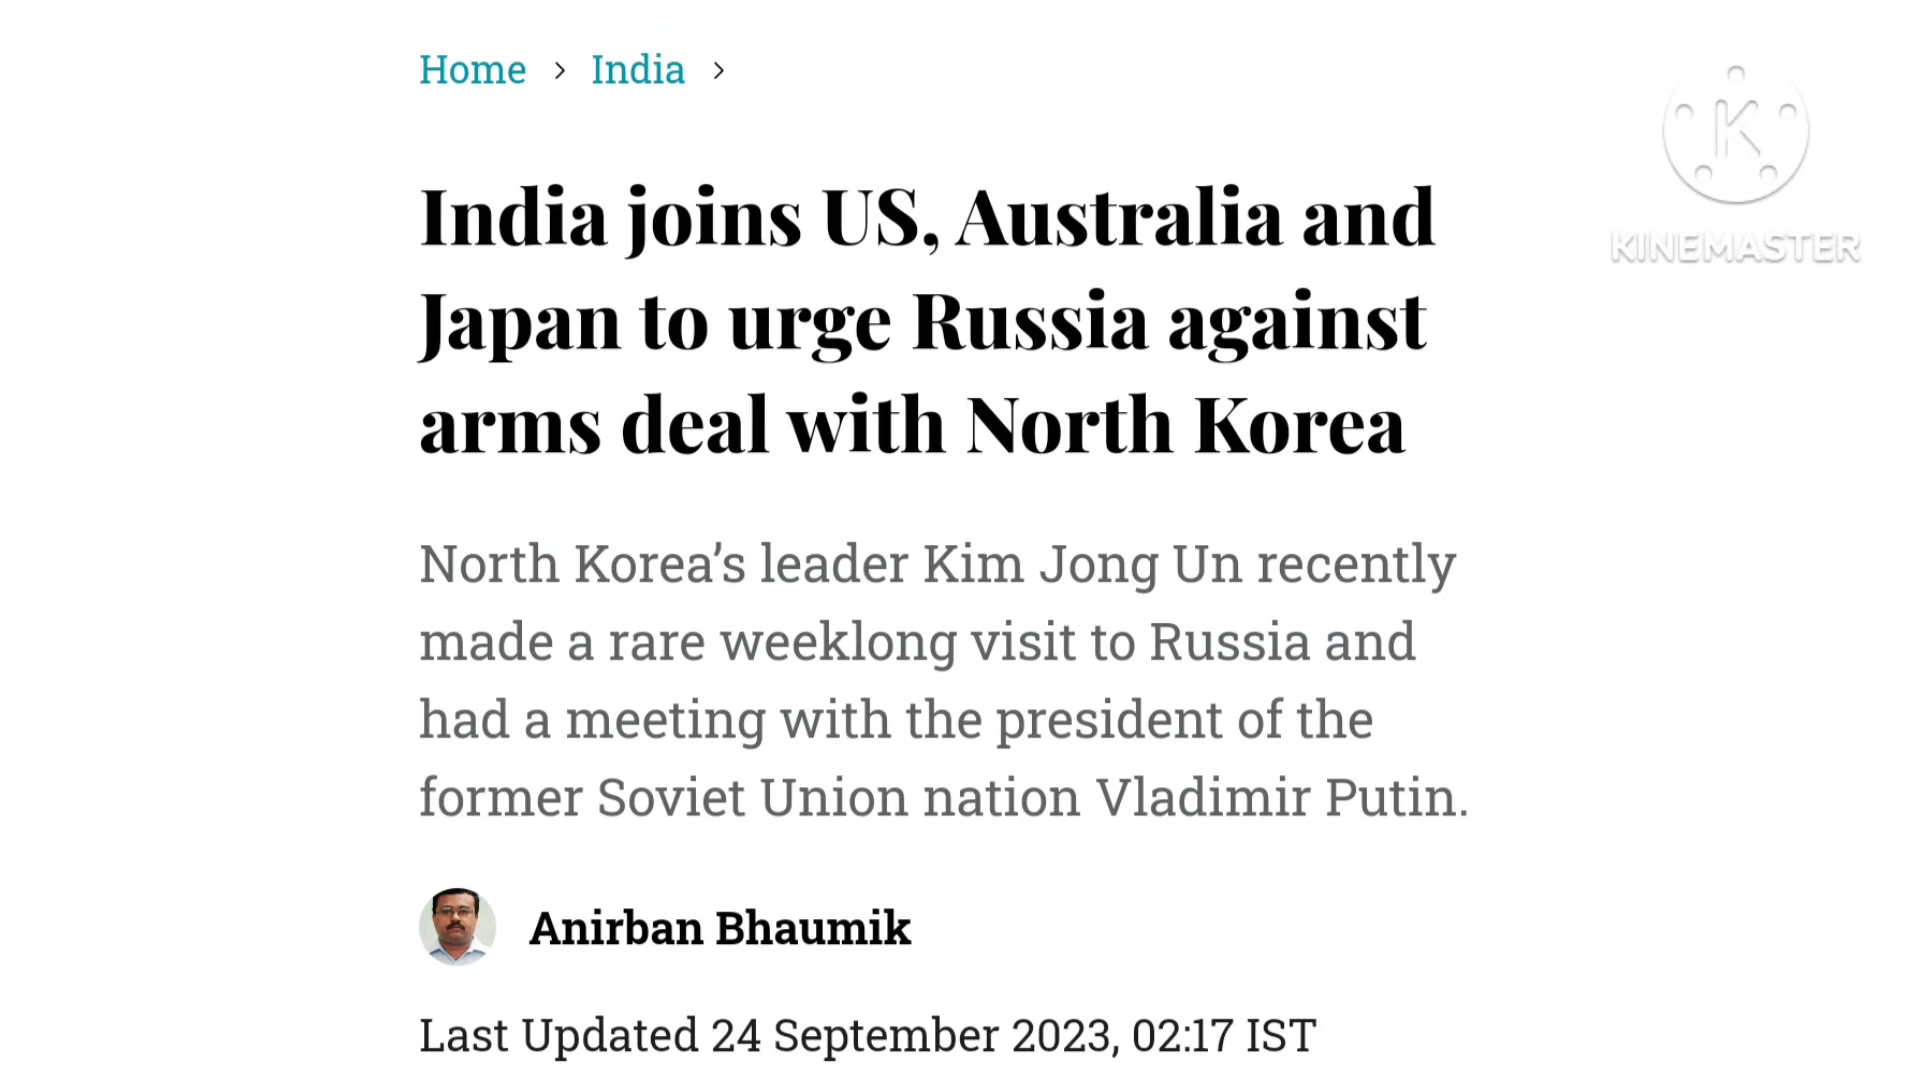 Home > India >
KINEMASTER
India joins US, Australia and
Japan to urge Russia against
arms deal with North Korea
North Korea’s leader Kim Jong Un recently
made a rare weeklong visit to Russia and
had a meeting with the president of the
former Soviet Union nation Vladimir Putin.
Anirban Bhaumik
Last Updated 24 September 2023, 02:17 IST